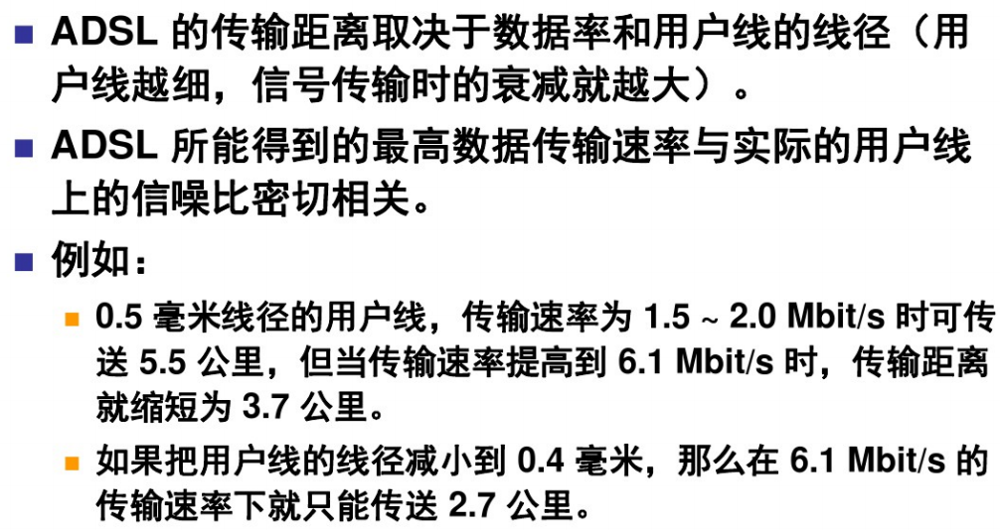 ■ ADSL 的传输距离取决于数据率和用户线的线径（用
户线越细，信号传输时的衰减就越大）。
■ ADSL 所能得到的最高数据传输速率与实际的用户线
上的信噪比密切相关。
■ 例如：
■ 0.5 毫米线径的用户线，传输速率为 1.5 ~ 2.0 Mbit/s 时可传
送 5.5 公里，但当传输速率提高到 6.1 Mbit/s 时，传输距离
就缩短为 3.7 公里。
■ 如果把用户线的线径减小到 0.4 毫米，那么在 6.1 Mbit/s 的
传输速率下就只能传送 2.7 公里。